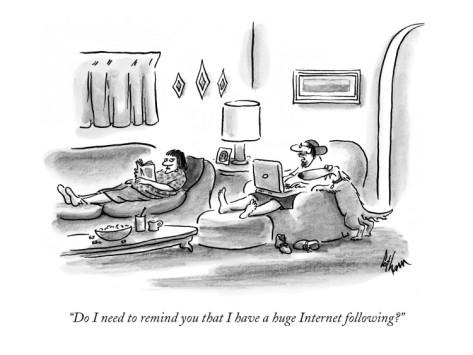 “Do I need to remind you that I have a huge Internet following?”